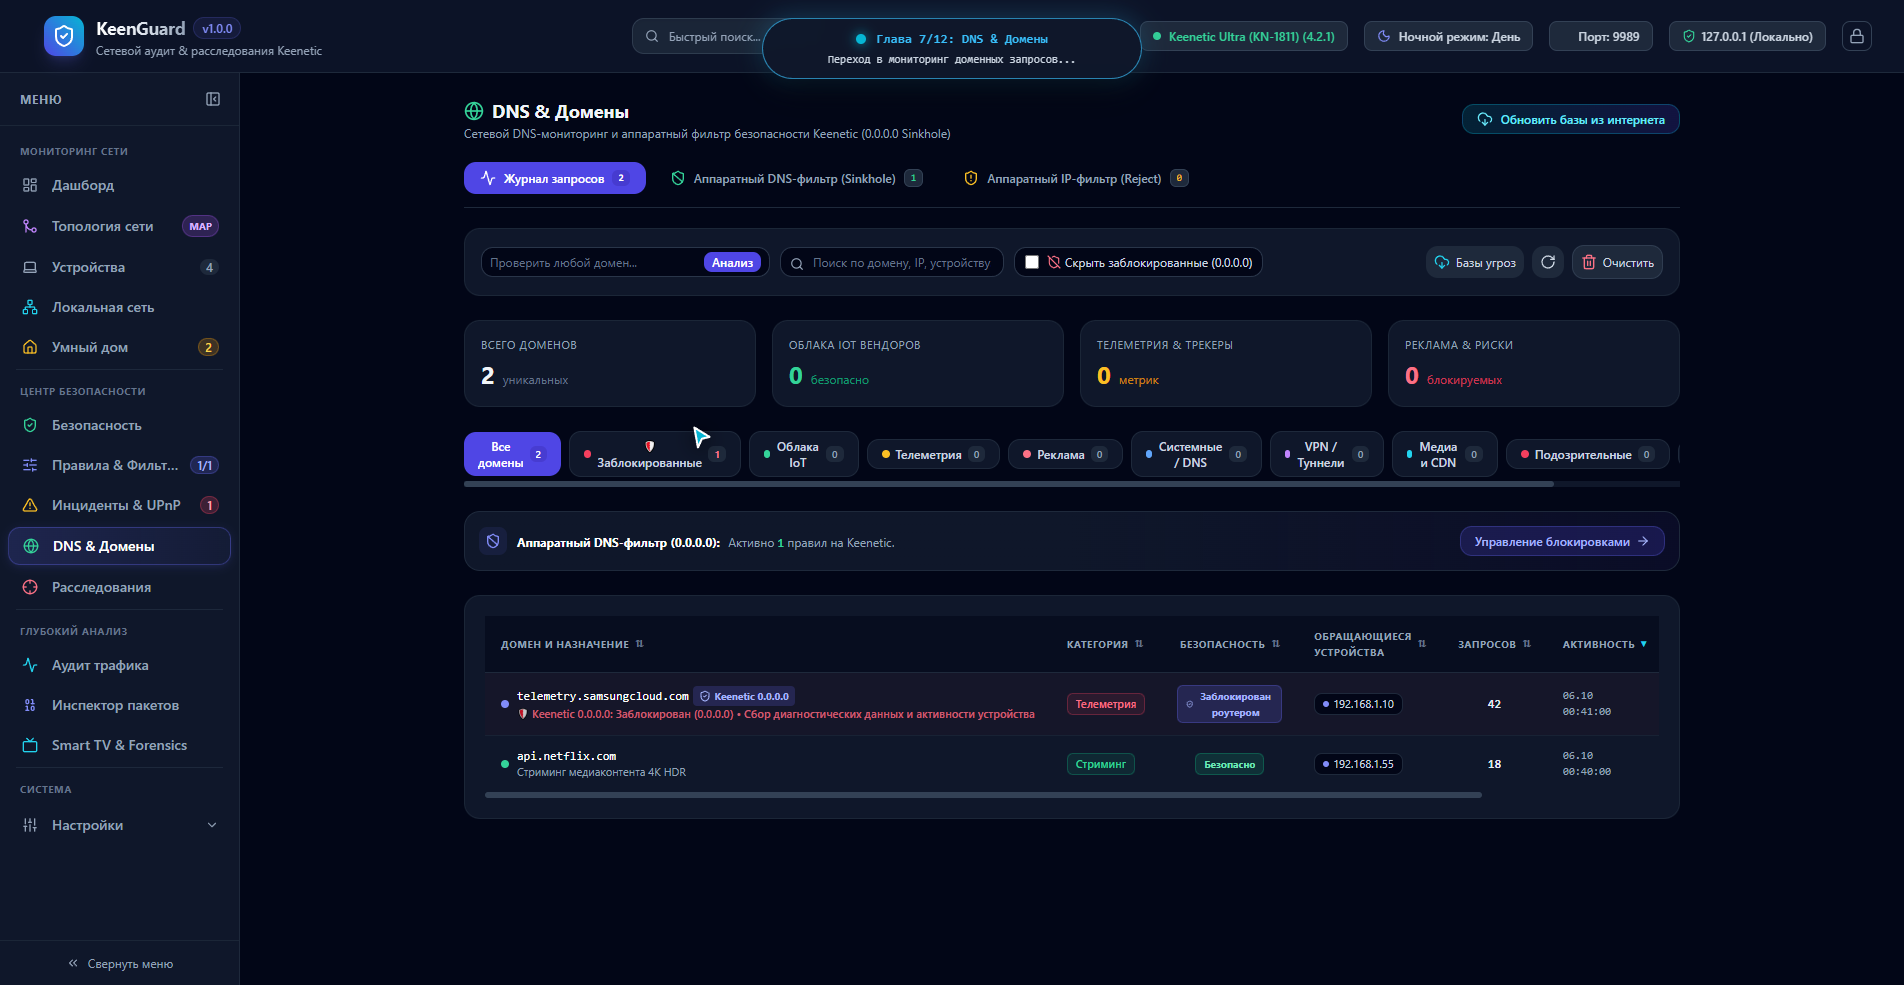 KeenGuard v1.0.0
Сетевой аудит & расследования Keenetic
Быстрый поиск...
Глава 7/12: DNS & Домены
Переход в мониторинг доменных запросов...
Keenetic Ultra (KN-1811) (4.2.1)
Ночной режим: День
Порт: 9989
127.0.0.1 (Локально)
МЕНЮ
МОНИТОРИНГ СЕТИ
Дашборд
Топология сети MAP
Устройства 4
Локальная сеть
Умный дом 2
ЦЕНТР БЕЗОПАСНОСТИ
Безопасность
Правила & Фильт... 1/1
Инциденты & UPnP 1
DNS & Домены
Расследования
ГЛУБОКИЙ АНАЛИЗ
Аудит трафика
Инспектор пакетов
Smart TV & Forensics
СИСТЕМА
Настройки
Свернуть меню
DNS & Домены
Сетевой DNS-мониторинг и аппаратный фильтр безопасности Keenetic (0.0.0.0 Sinkhole)
Обновить базы из интернета
Журнал запросов 2
Аппаратный DNS-фильтр (Sinkhole) 1
Аппаратный IP-фильтр (Reject) 0
Проверить любой домен... Анализ
Поиск по домену, IP, устройству
Скрыть заблокированные (0.0.0.0)
Базы угроз
Очистить
ВСЕГО ДОМЕНОВ
2 уникальных
ОБЛАКА IOT ВЕНДОРОВ
0 безопасно
ТЕЛЕМЕТРИЯ & ТРЕКЕРЫ
0 метрик
РЕКЛАМА & РИСКИ
0 блокируемых
Все
домены 2
Заблокированные 1
Облака
IoT 0
Телеметрия 0
Реклама 0
Системные
/ DNS 0
VPN /
Туннели 0
Медиа
и CDN 0
Подозрительные 0
Аппаратный DNS-фильтр (0.0.0.0): Активно 1 правил на Keenetic.
Управление блокировками
ДОМЕН И НАЗНАЧЕНИЕ
КАТЕГОРИЯ
БЕЗОПАСНОСТЬ
ОБРАЩАЮЩИЕСЯ
УСТРОЙСТВА
ЗАПРОСОВ
АКТИВНОСТЬ
telemetry.samsungcloud.com Keenetic 0.0.0.0
Keenetic 0.0.0.0: Заблокирован (0.0.0.0) • Сбор диагностических данных и активности устройства
Телеметрия
Заблокирован
роутером
192.168.1.10
42
06.10
00:41:00
api.netflix.com
Стриминг медиаконтента 4K HDR
Стриминг
Безопасно
192.168.1.55
18
06.10
00:40:00